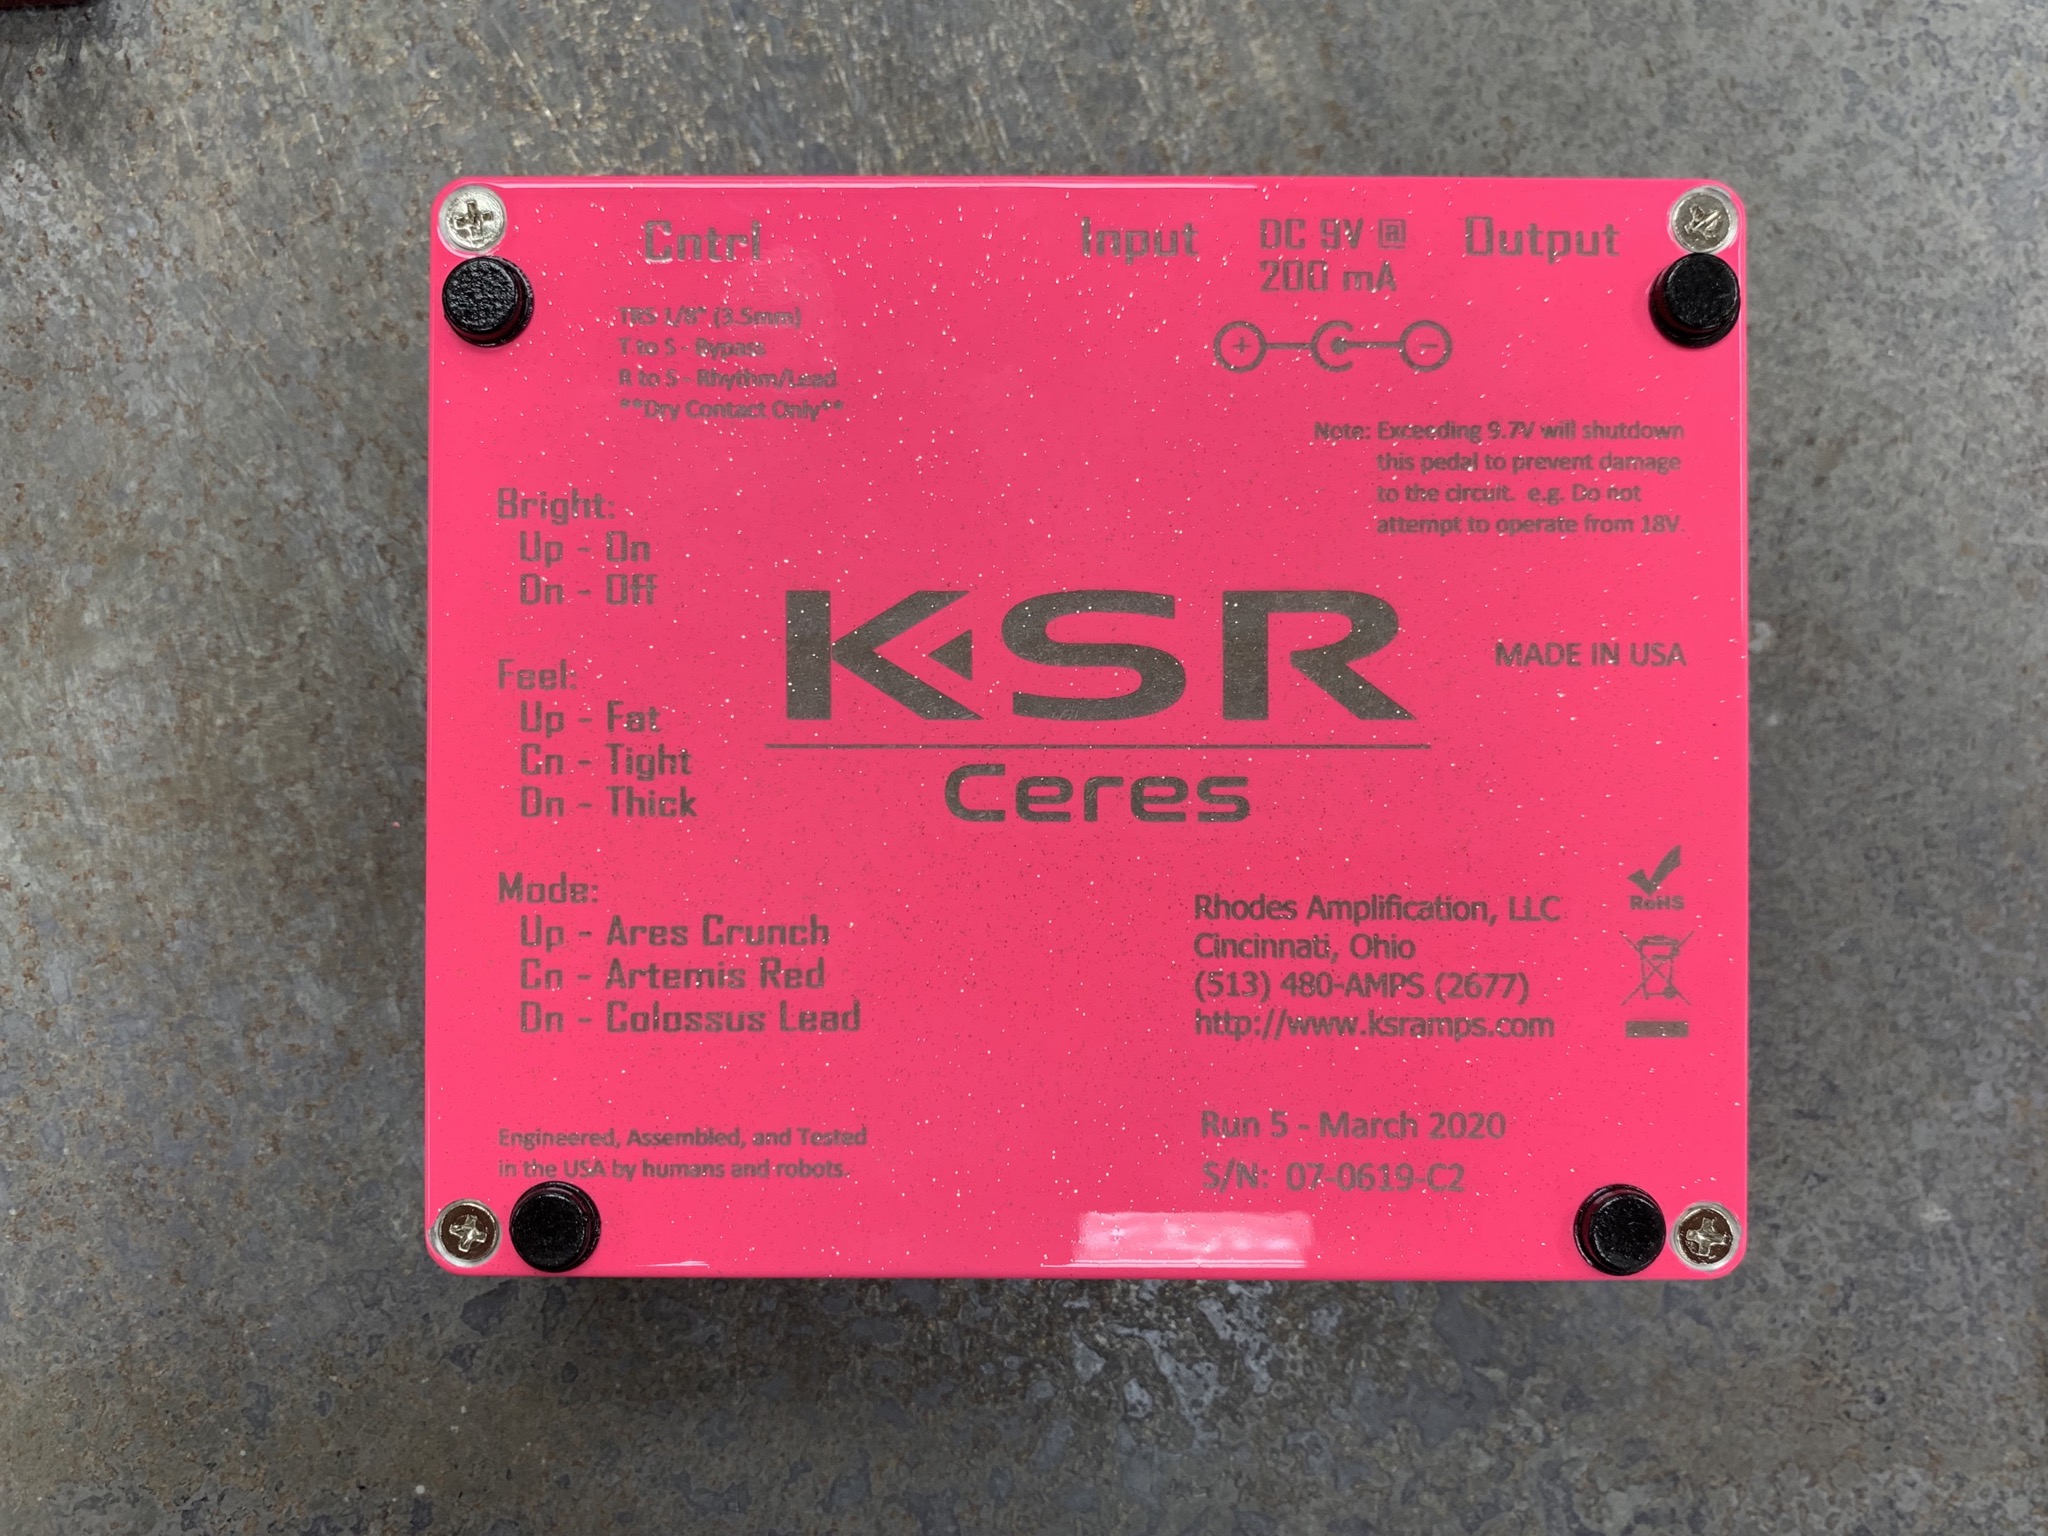 Cntrl
TRS 1/8" (3.5mm)
T to S - Bypass
R to S - Rhythm/Lead
**Dry Contact Only**
Input
DC 9V @
200 mA
Output
+ -
Note: Exceeding 9.7V will shutdown
this pedal to prevent damage
to the circuit. e.g. Do not
attempt to operate from 18V.
Bright:
Up - On
Dn - Off
Feel:
Up - Fat
Cn - Tight
Dn - Thick
Mode:
Up - Ares Crunch
Cn - Artemis Red
Dn - Colossus Lead
KSR
Ceres
MADE IN USA
RoHS
Rhodes Amplification, LLC
Cincinnati, Ohio
(513) 480-AMPS (2677)
http://www.ksramps.com
Engineered, Assembled, and Tested
in the USA by humans and robots.
Run 5 - March 2020
S/N: 07-0619-C2